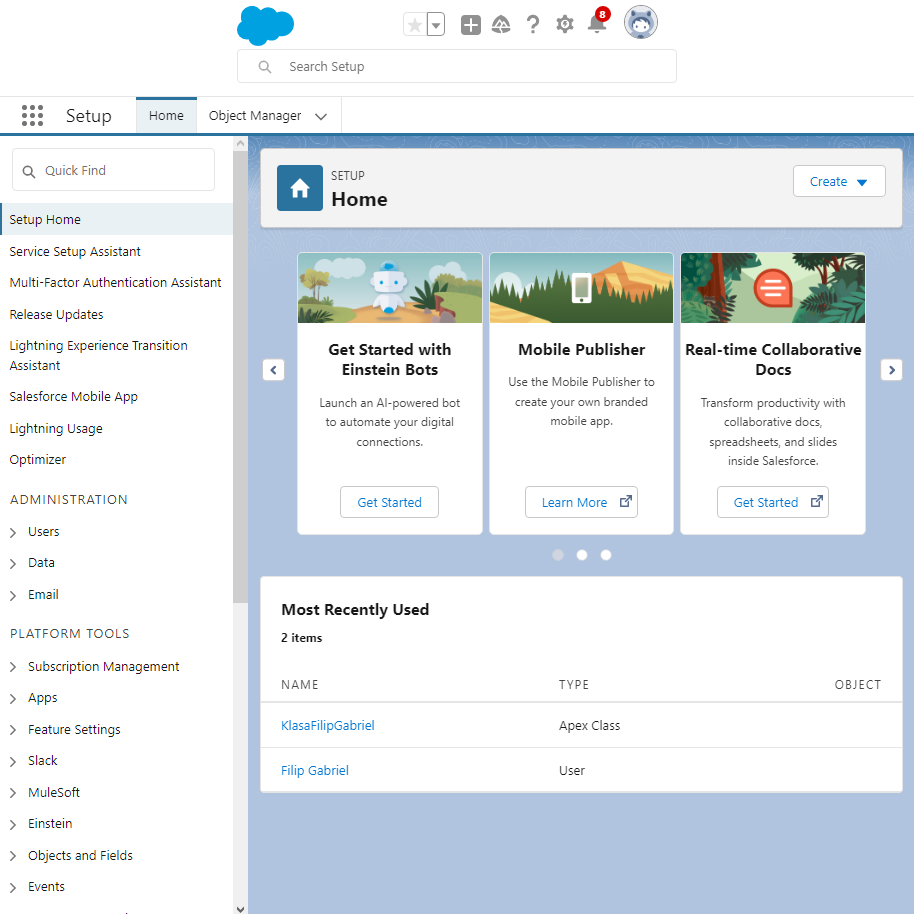 8
Search Setup
Setup
Home
Object Manager
Quick Find
Setup Home
Service Setup Assistant
Multi-Factor Authentication Assistant
Release Updates
Lightning Experience Transition
Assistant
Salesforce Mobile App
Lightning Usage
Optimizer
ADMINISTRATION
Users
Data
Email
PLATFORM TOOLS
Subscription Management
Apps
Feature Settings
Slack
MuleSoft
Einstein
Objects and Fields
Events
SETUP
Home
Create
Get Started with
Einstein Bots
Launch an AI-powered bot
to automate your digital
connections.
Get Started
Mobile Publisher
Use the Mobile Publisher to
create your own branded
mobile app.
Learn More
Real-time Collaborative
Docs
Transform productivity with
collaborative docs,
spreadsheets, and slides
inside Salesforce.
Get Started
Most Recently Used
2 items
NAME TYPE OBJECT
KlasaFilipGabriel Apex Class
Filip Gabriel User